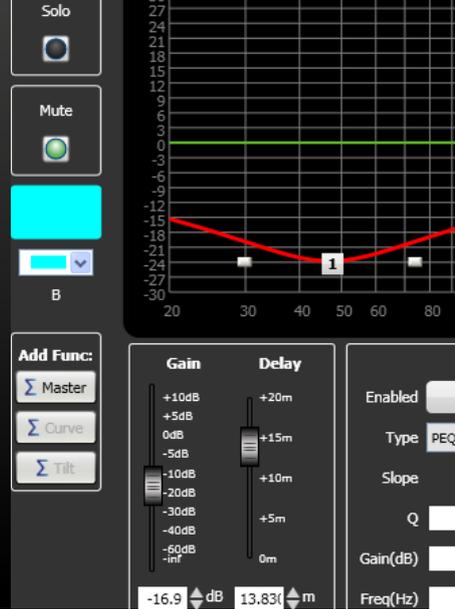 Solo
27
24
21
18
15
12
9
6
3
0
-3
-6
-9
-12
-15
-18
-21
-24
-27
-30
Mute
1
20 30 40 50 60 80
B
Add Func:
Σ Master
Σ Curve
Σ Tilt
Gain Delay
+10dB
+5dB
0dB
-5dB
-10dB
-20dB
-30dB
-40dB
-60dB
-inf
+20m
+15m
+10m
+5m
0m
-16.9 dB 13.83( m
Enabled
Type PEQ
Slope
Q
Gain(dB)
Freq(Hz)